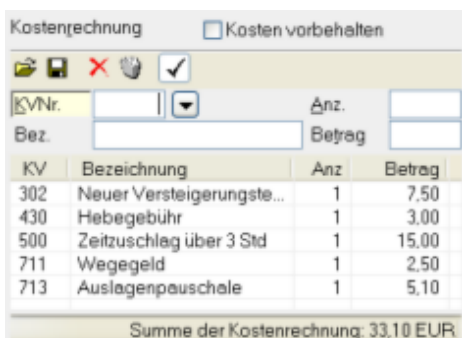 Kostenrechnung Kosten vorbehalten
KVNr. Anz.
Bez. Betrag
KV Bezeichnung Anz Betrag
302 Neuer Versteigerungste... 1 7,50
430 Hebegebühr 1 3,00
500 Zeitzuschlag über 3 Std 1 15,00
711 Wegegeld 1 2,50
713 Auslagenpauschale 1 5,10
Summe der Kostenrechnung: 33,10 EUR